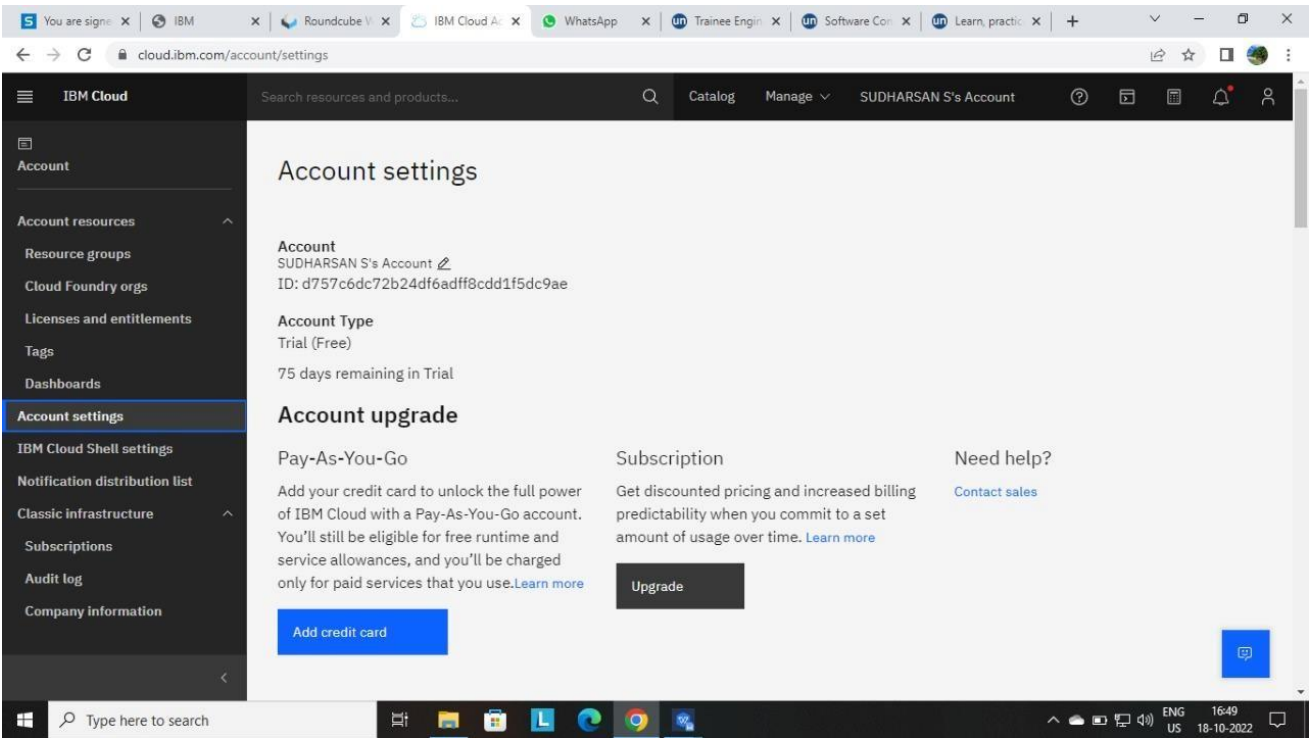 You are signe
IBM
Roundcube W
IBM Cloud Ac
WhatsApp
Trainee Engin
Software Con
Learn, practic
cloud.ibm.com/account/settings
IBM Cloud
Search resources and products...
Catalog
Manage
SUDHARSAN S's Account
Account
Account resources
Resource groups
Cloud Foundry orgs
Licenses and entitlements
Tags
Dashboards
Account settings
IBM Cloud Shell settings
Notification distribution list
Classic infrastructure
Subscriptions
Audit log
Company information
Account settings
Account
SUDHARSAN S's Account
ID: d757c6dc72b24df6adff8cdd1f5dc9ae
Account Type
Trial (Free)
75 days remaining in Trial
Account upgrade
Pay-As-You-Go
Add your credit card to unlock the full power
of IBM Cloud with a Pay-As-You-Go account.
You'll still be eligible for free runtime and
service allowances, and you'll be charged
only for paid services that you use.Learn more
Add credit card
Subscription
Get discounted pricing and increased billing
predictability when you commit to a set
amount of usage over time. Learn more
Upgrade
Need help?
Contact sales
Type here to search
ENG
US
16:49
18-10-2022